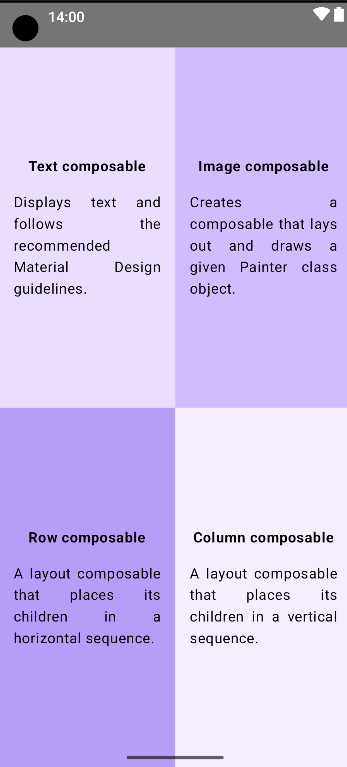 14:00
Text composable
Displays text and
follows the
recommended
Material Design
guidelines.
Image composable
Creates a
composable that lays
out and draws a
given Painter class
object.
Row composable
A layout composable
that places its
children in a
horizontal sequence.
Column composable
A layout composable
that places its
children in a vertical
sequence.